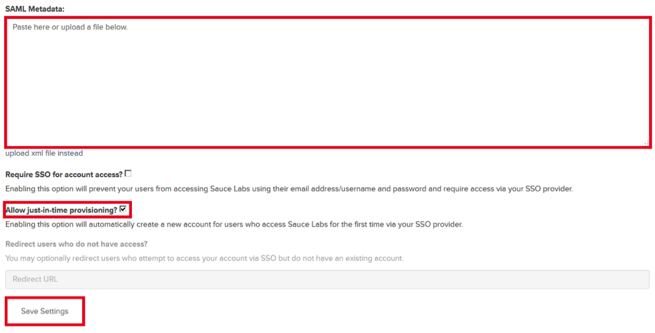 SAML Metadata:
Paste here or upload a file below.
upload xml file instead
Require SSO for account access?
Enabling this option will prevent your users from accessing Sauce Labs using their email address/username and password and require access via your SSO provider.
Allow just-in-time provisioning?
Enabling this option will automatically create a new account for users who access Sauce Labs for the first time via your SSO provider.
Redirect users who do not have access?
You may optionally redirect users who attempt to access your account via SSO but do not have an existing account.
Redirect URL
Save Settings